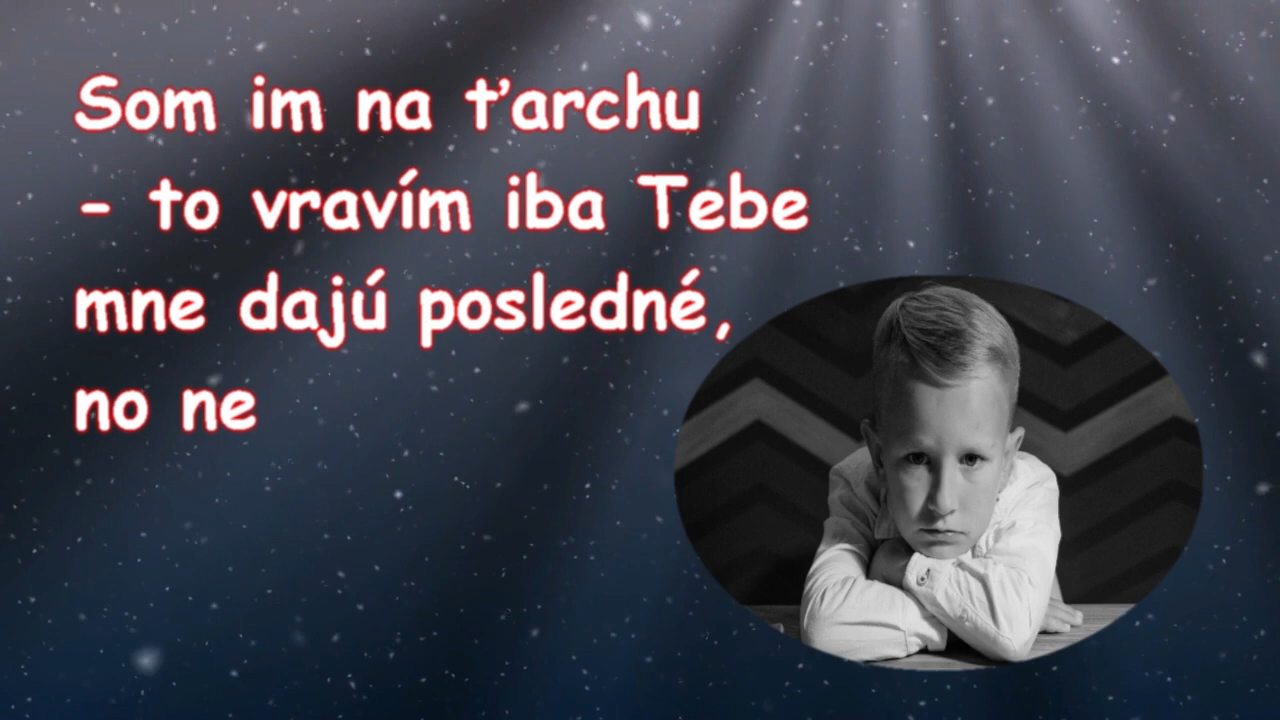 Som im na ťarchu
- to vravím iba Tebe
mne dajú posledné,
no ne